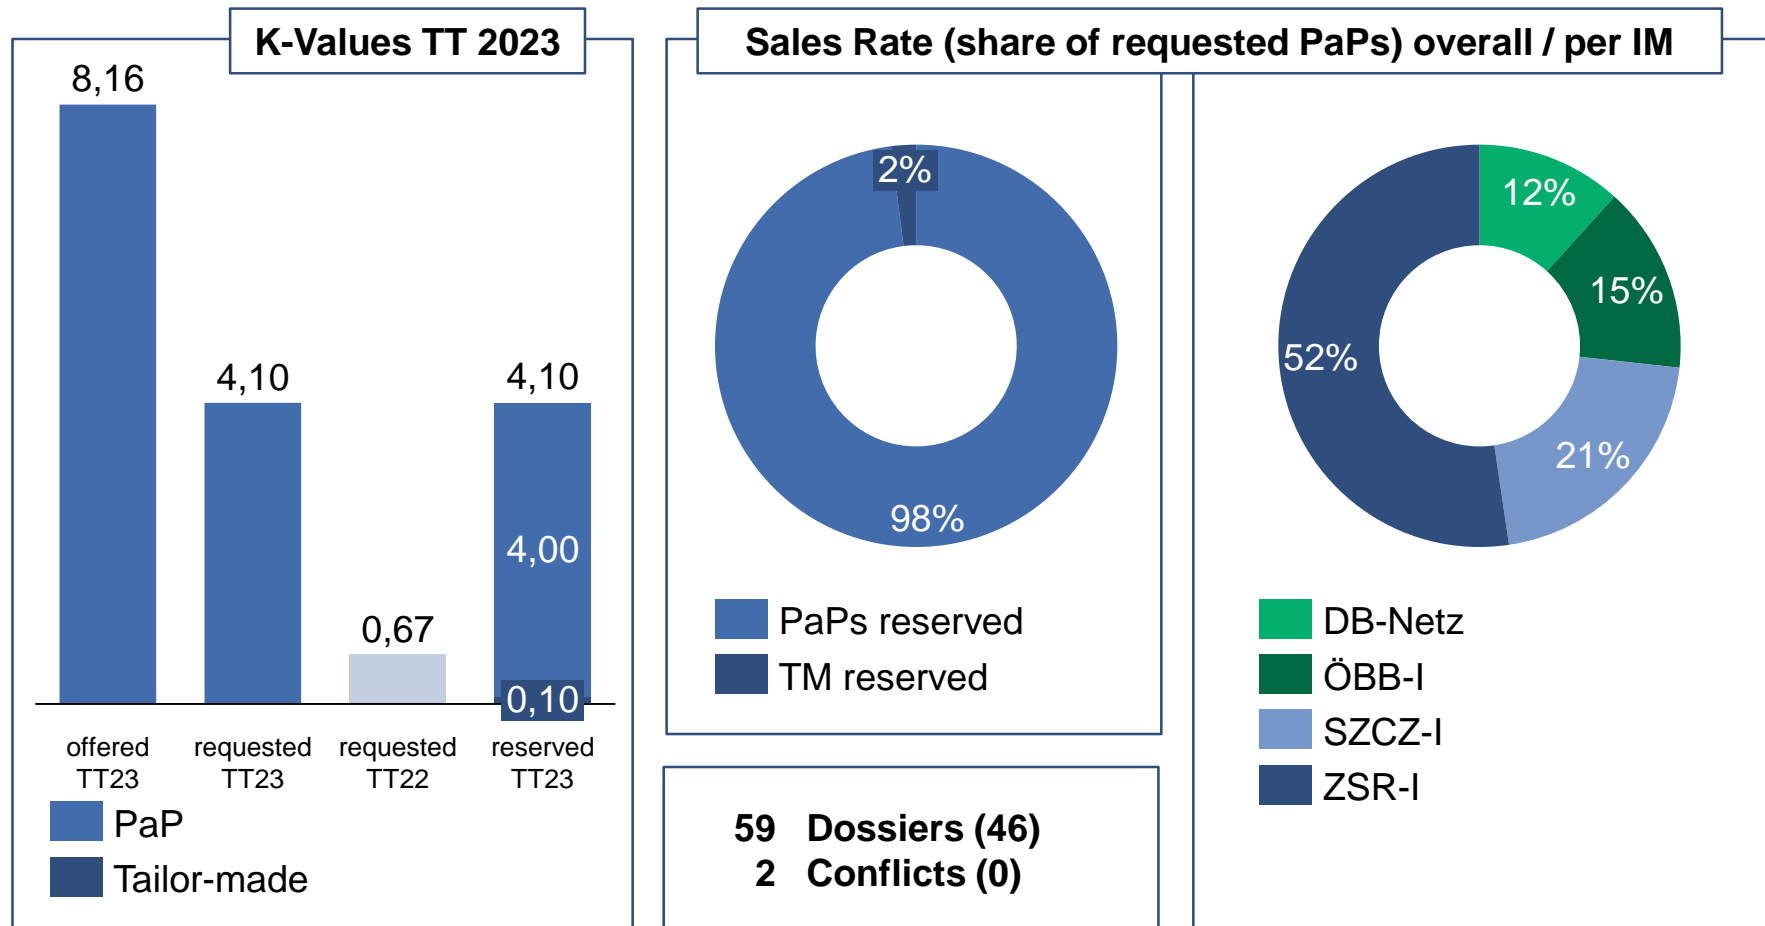 K-Values TT 2023
8,16
4,10
0,67
4,10
4,00
0,10
offered
TT23
requested
TT23
requested
TT22
reserved
TT23
PaP
Tailor-made
Sales Rate (share of requested PaPs) overall / per IM
2%
98%
PaPs reserved
TM reserved
12%
15%
21%
52%
DB-Netz
ÖBB-I
SZCZ-I
ZSR-I
59 Dossiers (46)
2 Conflicts (0)